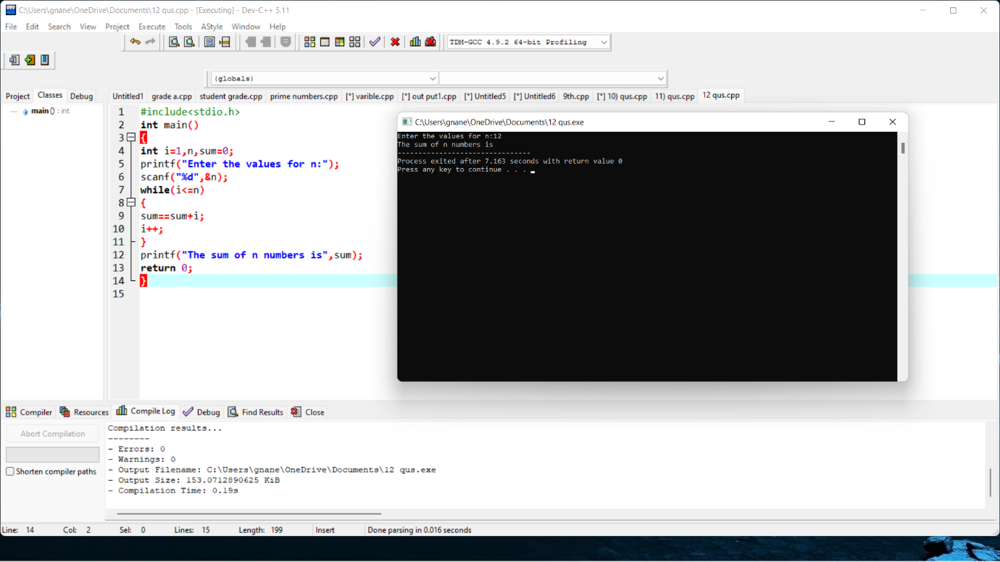 C:\Users\gnane\OneDrive\Documents\12 qus.cpp - [Executing] - Dev-C++ 5.11
File Edit Search View Project Execute Tools AStyle Window Help
TDM-GCC 4.9.2 64-bit Profiling
(globals)
Project Classes Debug
Untitled1 grade a.cpp student grade.cpp prime numbers.cpp [*] varible.cpp [*] out put1.cpp [*] Untitled5 [*] Untitled6 9th.cpp [*] 10) qus.cpp 11) qus.cpp 12 qus.cpp
main () : int
1 #include<stdio.h>
2 int main()
3 {
4 int i=1,n,sum=0;
5 printf("Enter the values for n:");
6 scanf("%d",&n);
7 while(i<=n)
8 {
9 sum==sum+i;
10 i++;
11 }
12 printf("The sum of n numbers is",sum);
13 return 0;
14 }
15
C:\Users\gnane\OneDrive\Documents\12 qus.exe
Enter the values for n:12
The sum of n numbers is
--------------------------------
Process exited after 7.163 seconds with return value 0
Press any key to continue . . .
Compiler Resources Compile Log Debug Find Results Close
Abort Compilation
Shorten compiler paths
Compilation results...
--------
- Errors: 0
- Warnings: 0
- Output Filename: C:\Users\gnane\OneDrive\Documents\12 qus.exe
- Output Size: 153.0712890625 KiB
- Compilation Time: 0.19s
Line: 14 Col: 2 Sel: 0 Lines: 15 Length: 199 Insert Done parsing in 0.016 seconds